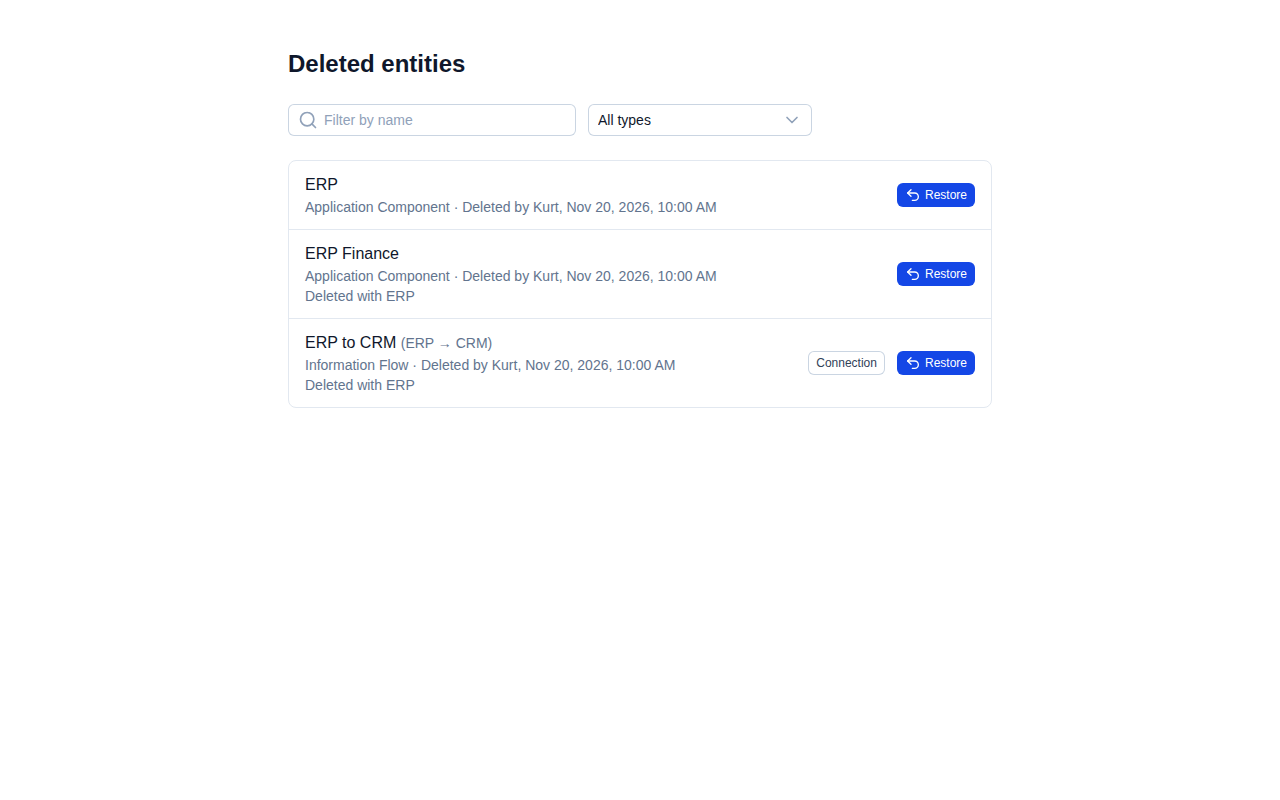 Deleted entities
Filter by name
All types
ERP
Application Component · Deleted by Kurt, Nov 20, 2026, 10:00 AM
Restore
ERP Finance
Application Component · Deleted by Kurt, Nov 20, 2026, 10:00 AM
Deleted with ERP
Restore
ERP to CRM (ERP → CRM)
Information Flow · Deleted by Kurt, Nov 20, 2026, 10:00 AM
Deleted with ERP
Connection
Restore